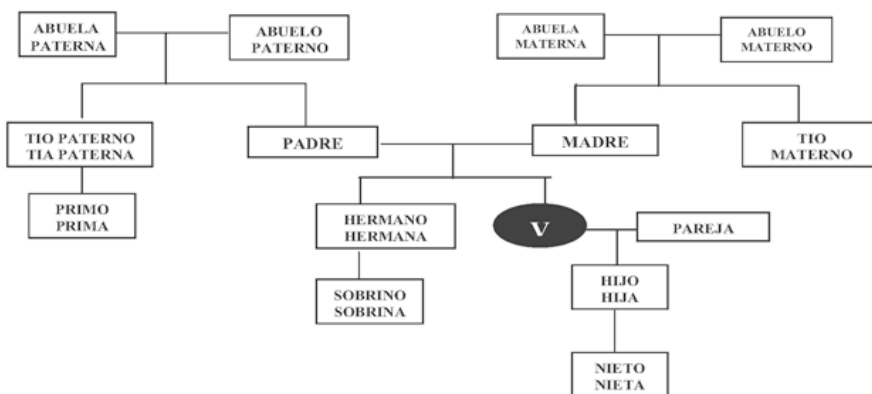 ABUELA
PATERNA
ABUELO
PATERNO
ABUELA
MATERNA
ABUELO
MATERNO
TIO PATERNO
TIA PATERNA
PADRE
MADRE
TIO
MATERNO
PRIMO
PRIMA
HERMANO
HERMANA
V
PAREJA
SOBRINO
SOBRINA
HIJO
HIJA
NIETO
NIETA